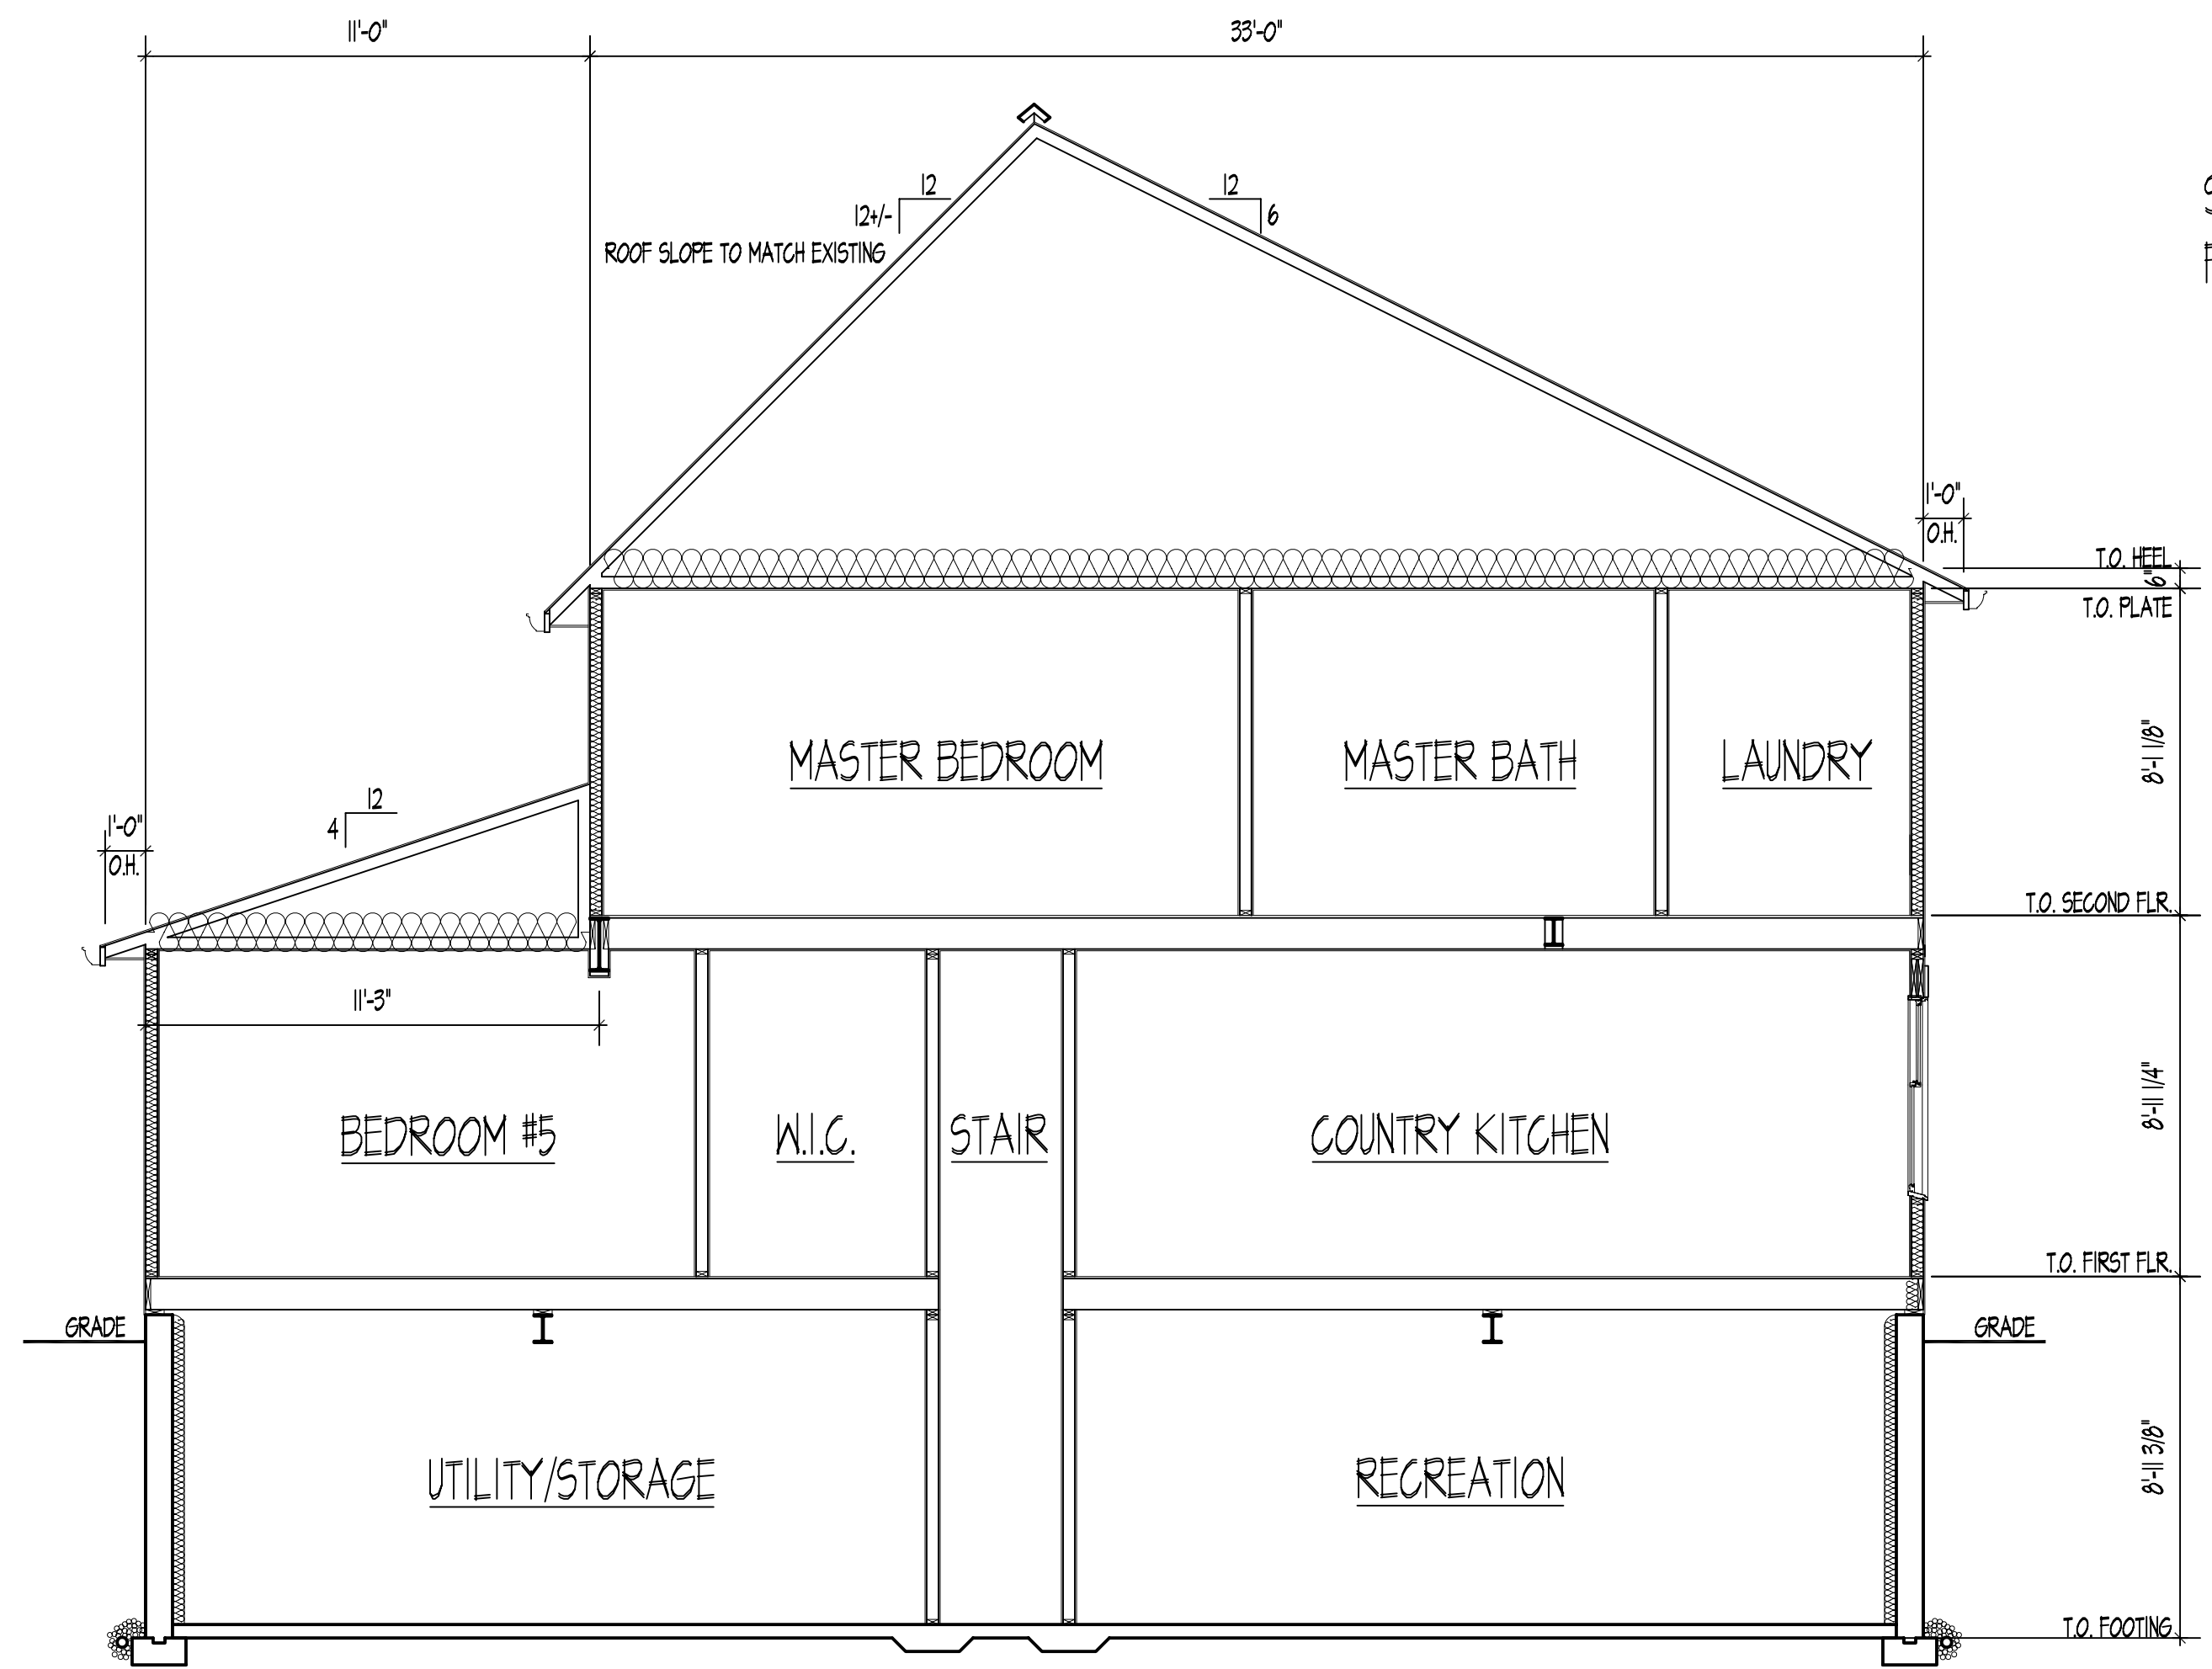 11'-0"
33'-0"
12
12+/-
ROOF SLOPE TO MATCH EXISTING
12
6
1'-0"
O.H.
T.O. HEEL
6"
T.O. PLATE
MASTER BEDROOM
MASTER BATH
LAUNDRY
8'-1 1/8"
12
4
1'-0"
O.H.
T.O. SECOND FLR.
11'-3"
BEDROOM #5
W.I.C.
STAIR
COUNTRY KITCHEN
8'-11 1/4"
T.O. FIRST FLR.
GRADE
GRADE
UTILITY/STORAGE
RECREATION
8'-11 3/8"
T.O. FOOTING